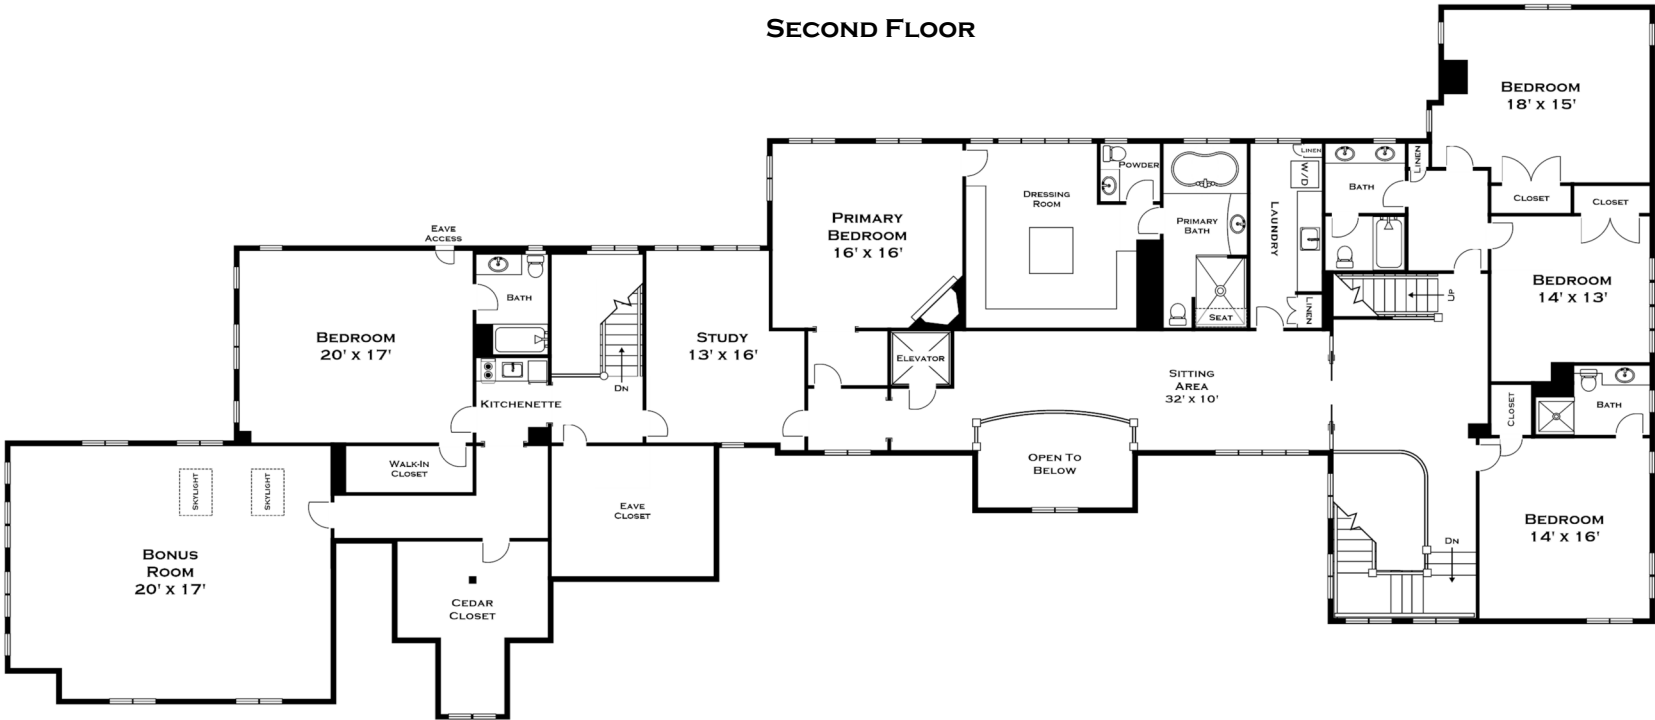 SECOND FLOOR
BEDROOM
18' X 15'
LINEN
LINEN
W/D
POWDER
BATH
CLOSET
CLOSET
DRESSING
ROOM
PRIMARY
BEDROOM
16' X 16'
PRIMARY
BATH
LAUNDRY
EAVE
ACCESS
BEDROOM
14' X 13'
UP
BATH
SEAT
LINEN
BEDROOM
20' X 17'
STUDY
13' X 16'
ELEVATOR
SITTING
AREA
32' X 10'
DN
KITCHENETTE
CLOSET
BATH
WALK-IN
CLOSET
OPEN TO
BELOW
SKYLIGHT
SKYLIGHT
EAVE
CLOSET
BEDROOM
14' X 16'
DN
BONUS
ROOM
20' X 17'
CEDAR
CLOSET